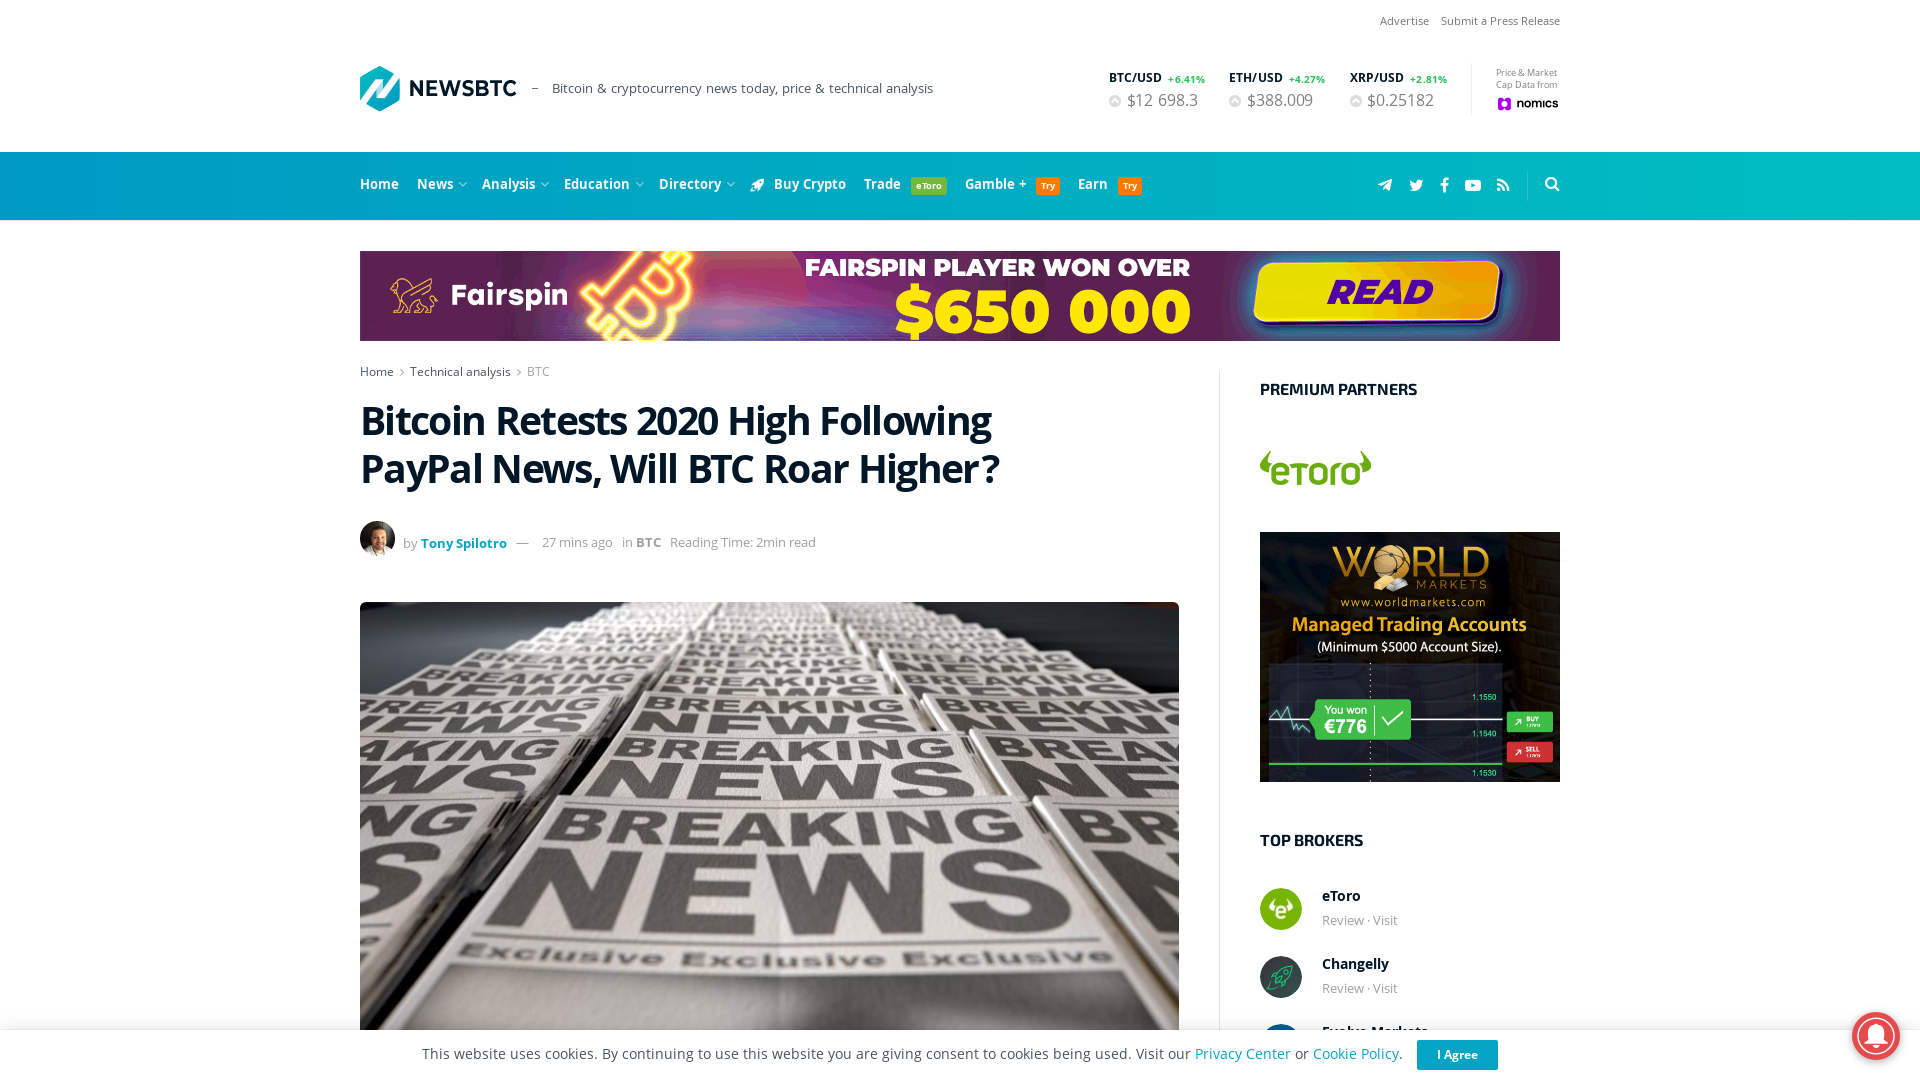 Advertise Submit a Press Release
NEWSBTC – Bitcoin & cryptocurrency news today, price & technical analysis
BTC/USD +6.41% ETH/USD +4.27% XRP/USD +2.81%
$12 698.3 $388.009 $0.25182
Price & Market
Cap Data from
nomics
Home News Analysis Education Directory Buy Crypto Trade eToro Gamble + Try Earn Try
Fairspin
FAIRSPIN PLAYER WON OVER
$650 000
READ
Home > Technical analysis > BTC
Bitcoin Retests 2020 High Following
PayPal News, Will BTC Roar Higher?
by Tony Spilotro — 27 mins ago in BTC Reading Time: 2min read
BREAKING
NEWS
BREAKING
NEWS
BREAKING
NEWS
Exclusive Exclusive Exclusive
PREMIUM PARTNERS
eToro
WORLD
MARKETS
www.worldmarkets.com
Managed Trading Accounts
(Minimum $5000 Account Size).
1.1550
You won
€776
BUY
1.1540
SELL
1.1530
TOP BROKERS
eToro
Review · Visit
Changelly
Review · Visit
This website uses cookies. By continuing to use this website you are giving consent to cookies being used. Visit our Privacy Center or Cookie Policy. I Agree